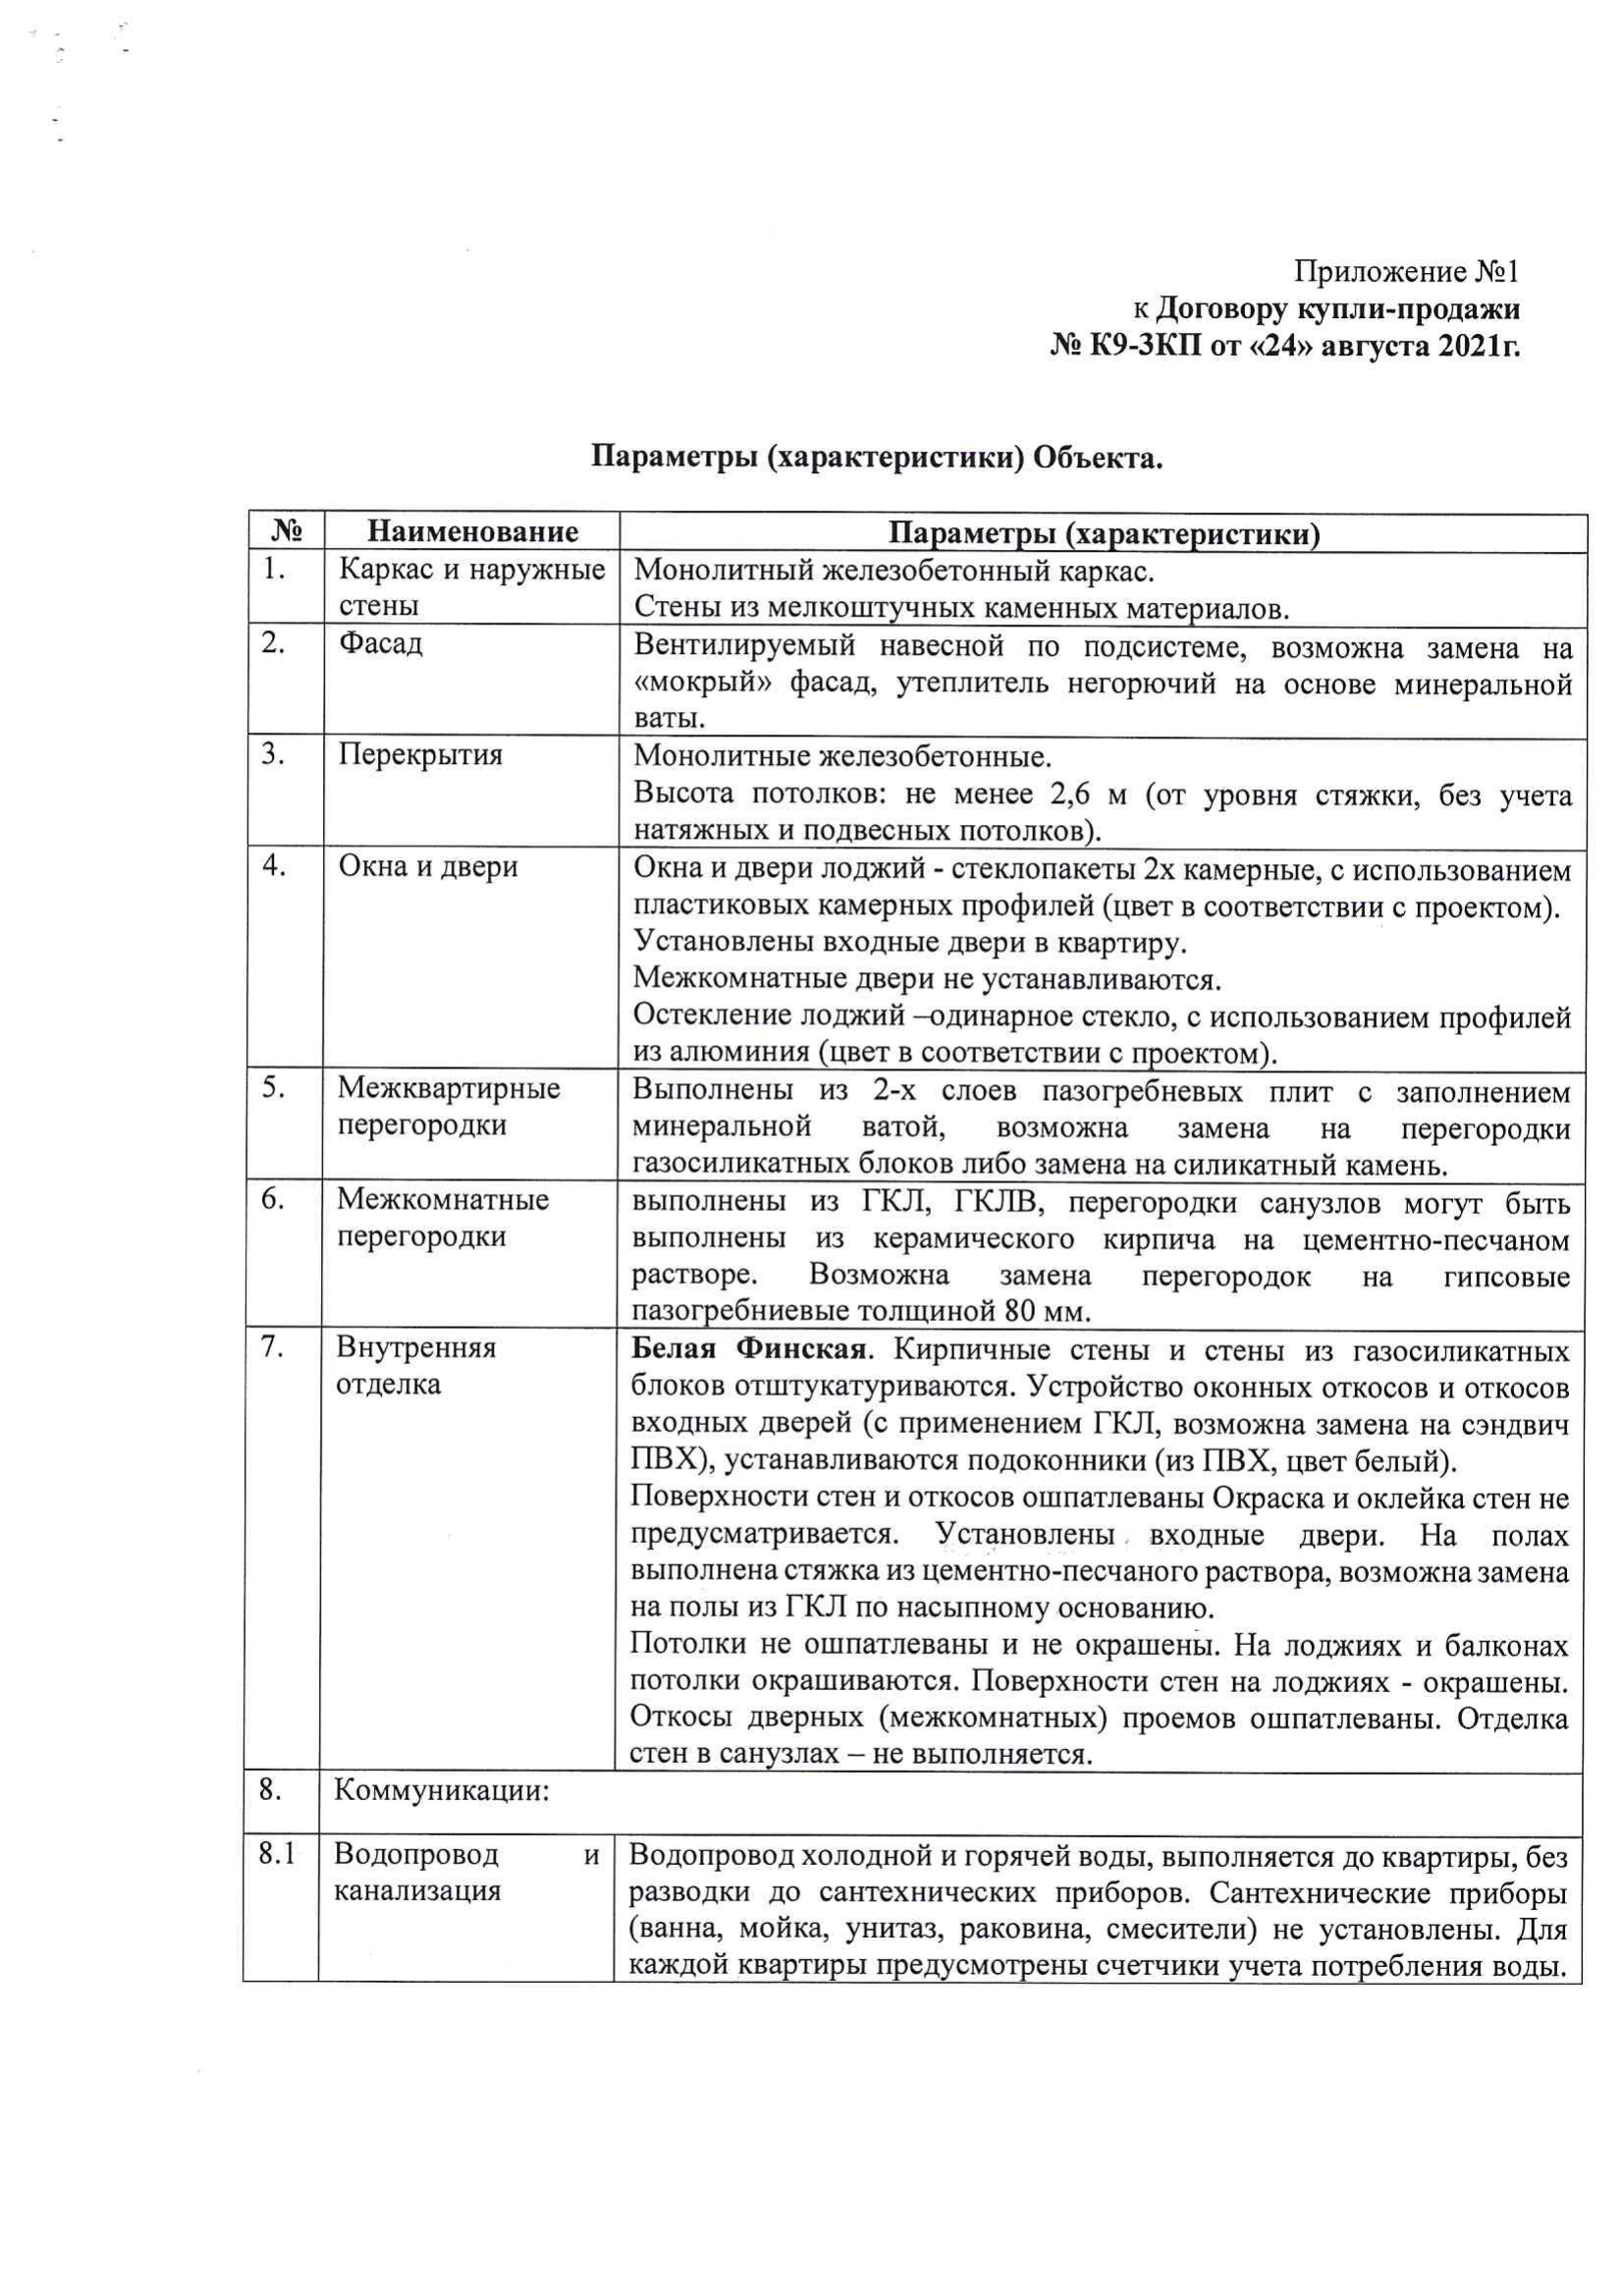 Приложение №1
к Договору купли-продажи
№ К9-3КП от «24» августа 2021г.
Параметры (характеристики) Объекта.
№ Наименование Параметры (характеристики)
1. Каркас и наружные стены
Монолитный железобетонный каркас.
Стены из мелкоштучных каменных материалов.
2. Фасад
Вентилируемый навесной по подсистеме, возможна замена на
«мокрый» фасад, утеплитель негорючий на основе минеральной
ваты.
3. Перекрытия
Монолитные железобетонные.
Высота потолков: не менее 2,6 м (от уровня стяжки, без учета
натяжных и подвесных потолков).
4. Окна и двери
Окна и двери лоджий - стеклопакеты 2х камерные, с использованием
пластиковых камерных профилей (цвет в соответствии с проектом).
Установлены входные двери в квартиру.
Межкомнатные двери не устанавливаются.
Остекление лоджий –одинарное стекло, с использованием профилей
из алюминия (цвет в соответствии с проектом).
5. Межквартирные
перегородки
Выполнены из 2-х слоев пазогребневых плит с заполнением
минеральной ватой, возможна замена на перегородки
газосиликатных блоков либо замена на силикатный камень.
6. Межкомнатные
перегородки
выполнены из ГКЛ, ГКЛВ, перегородки санузлов могут быть
выполнены из керамического кирпича на цементно-песчаном
растворе. Возможна замена перегородок на гипсовые
пазогребниевые толщиной 80 мм.
7. Внутренняя
отделка
Белая Финская. Кирпичные стены и стены из газосиликатных
блоков отштукатуриваются. Устройство оконных откосов и откосов
входных дверей (с применением ГКЛ, возможна замена на сэндвич
ПВХ), устанавливаются подоконники (из ПВХ, цвет белый).
Поверхности стен и откосов ошпатлеваны Окраска и оклейка стен не
предусматривается. Установлены входные двери. На полах
выполнена стяжка из цементно-песчаного раствора, возможна замена
на полы из ГКЛ по насыпному основанию.
Потолки не ошпатлеваны и не окрашены. На лоджиях и балконах
потолки окрашиваются. Поверхности стен на лоджиях - окрашены.
Откосы дверных (межкомнатных) проемов ошпатлеваны. Отделка
стен в санузлах – не выполняется.
8. Коммуникации:
8.1 Водопровод и
канализация
Водопровод холодной и горячей воды, выполняется до квартиры, без
разводки до сантехнических приборов. Сантехнические приборы
(ванна, мойка, унитаз, раковина, смесители) не установлены. Для
каждой квартиры предусмотрены счетчики учета потребления воды.